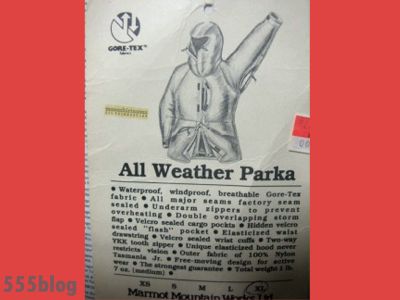 GORE-TEX™
fabrics
All Weather Parka
• Waterproof, windproof, breathable Gore-Tex
fabric • All major seams factory seam
sealed • Underarm zippers to prevent
overheating • Double overlapping storm
flap • Velcro sealed cargo pockts • Hidden velcro
sealed "flash" pocket • Elasticized waist
drawstring • Velcro sealed wrist cuffs • Two-way
YKK tooth zipper • Unique elasticized hood never
restricts vision • Outer fabric of 100% Nylon
Tasmania Jr. • Free-moving design for active
wear • The strongest guarantee • Total weight 1 lb.
7 oz. (medium) •
XS S M L XL
Marmot Mountain Works Ltd
555blog